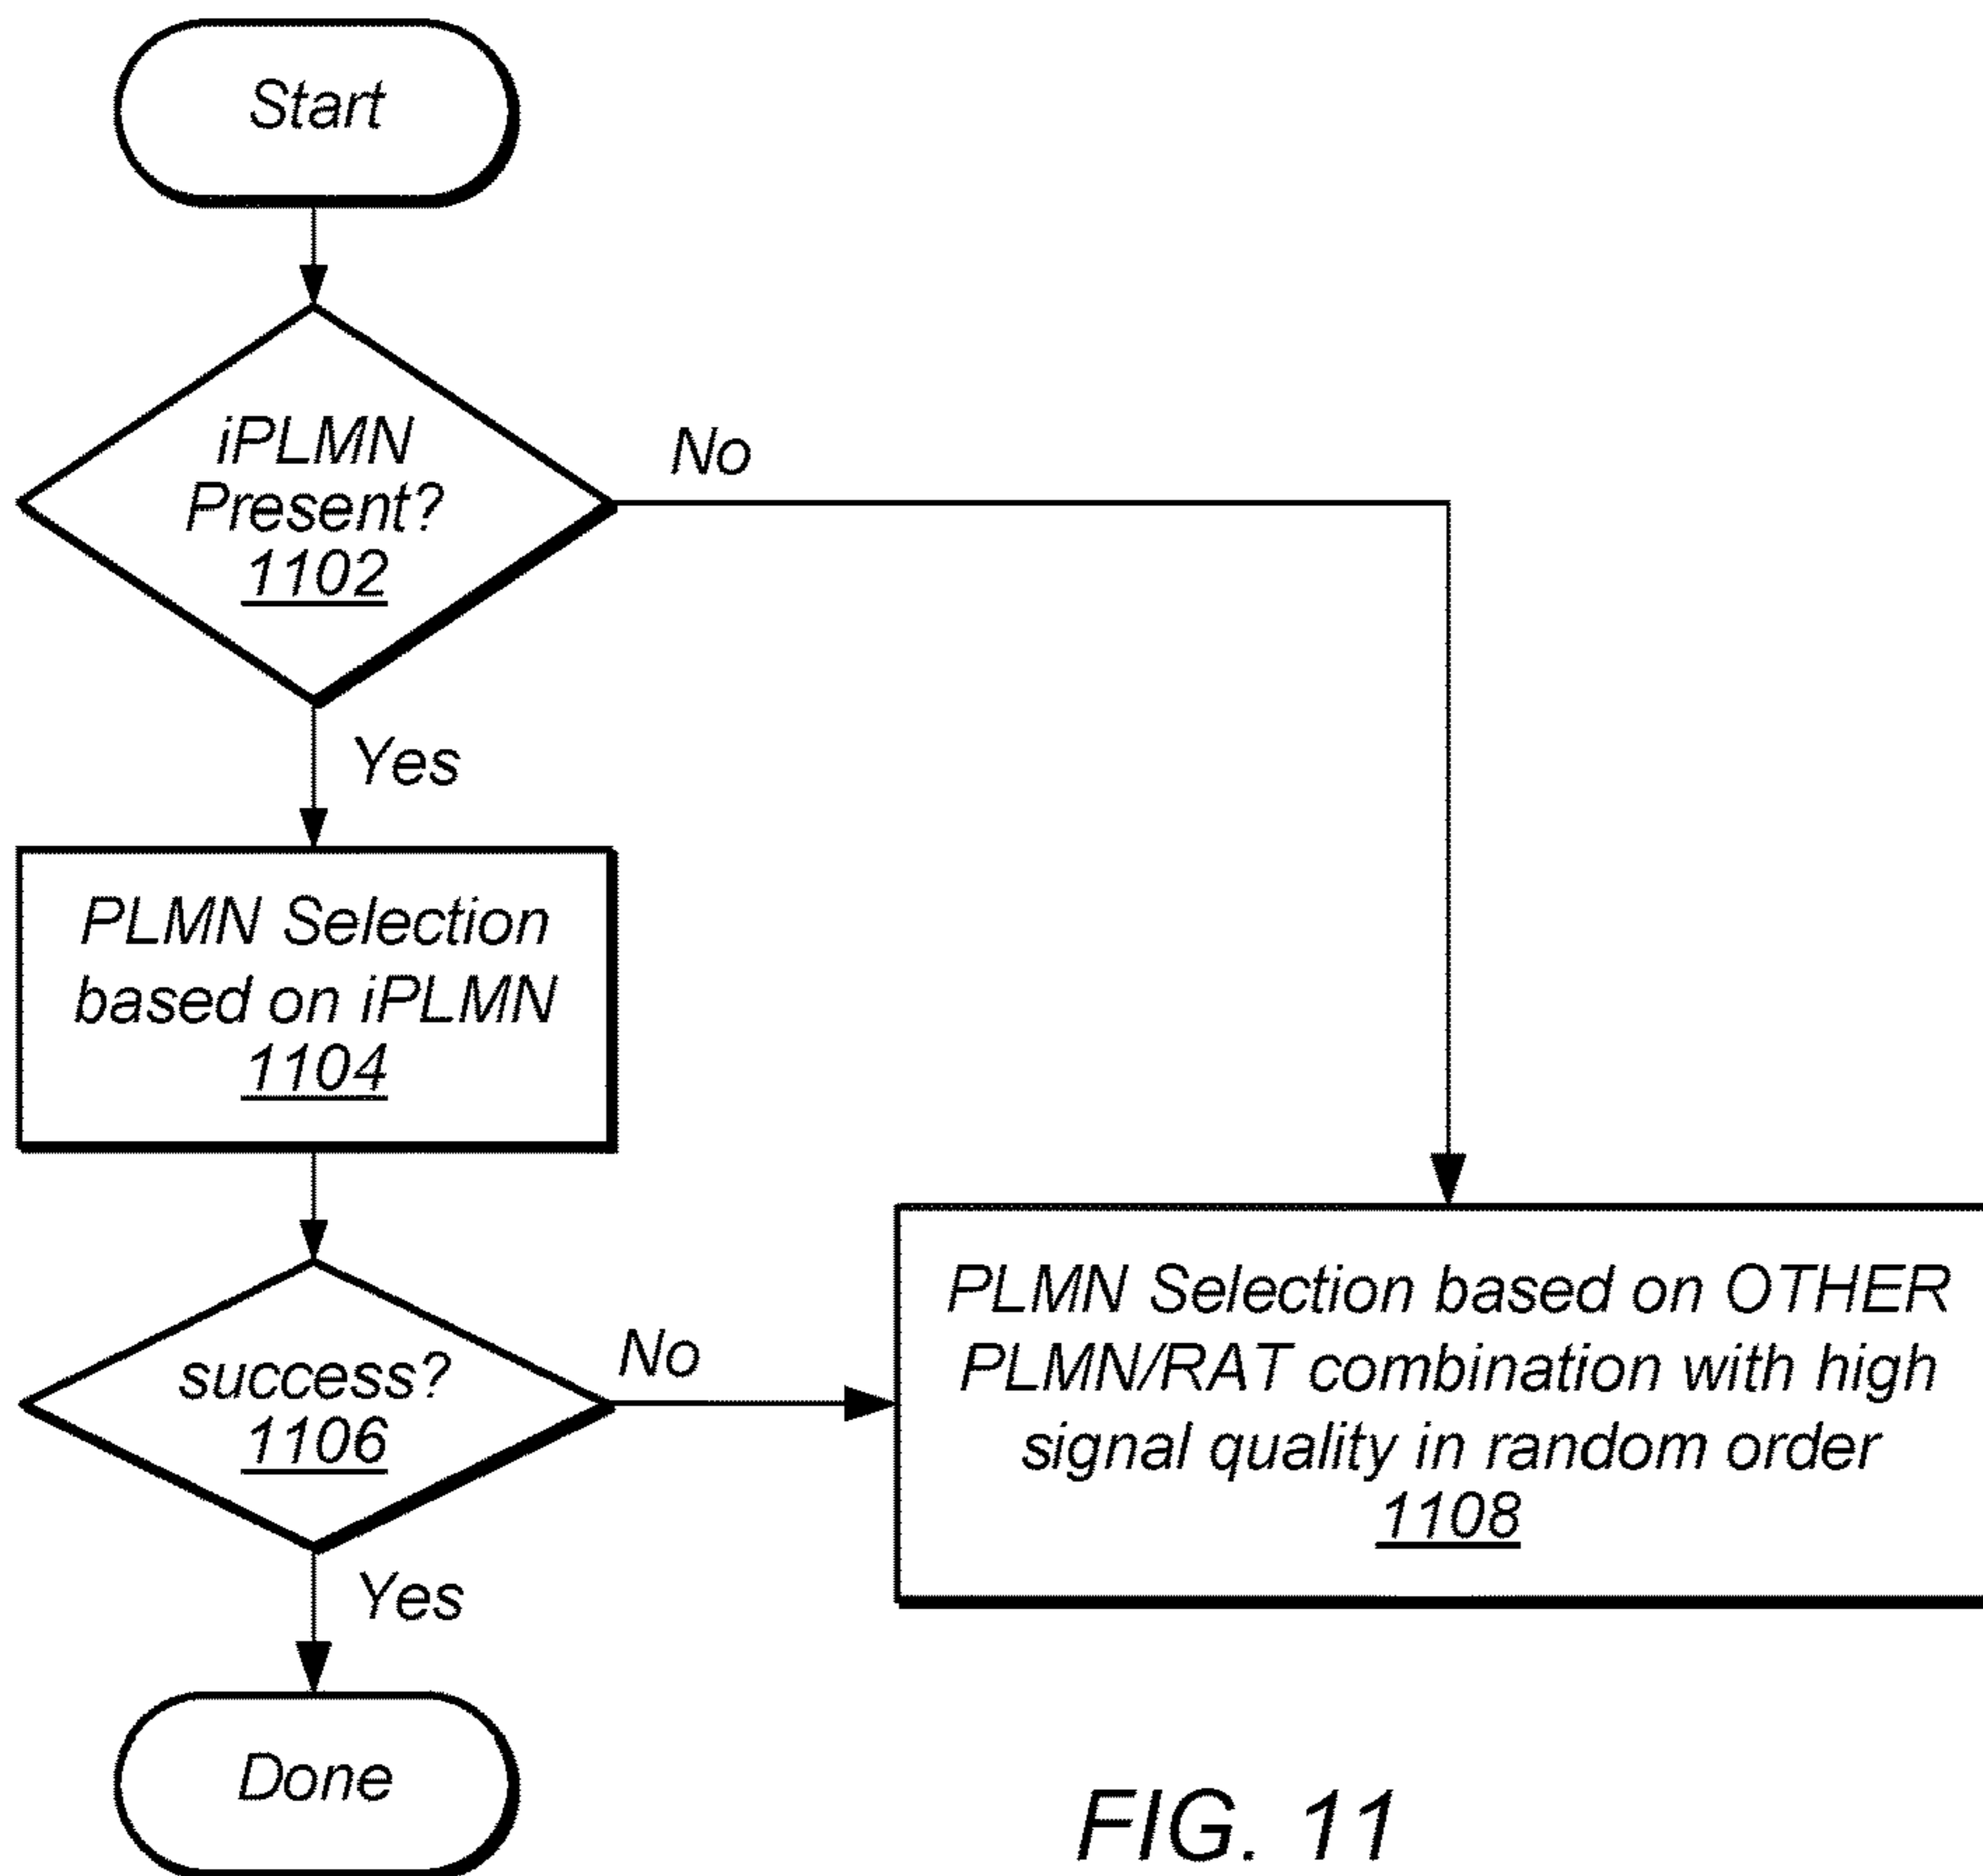 Start
iPLMN
Present?
1102
No
Yes
PLMN Selection
based on iPLMN
1104
success?
1106
No
Yes
PLMN Selection based on OTHER
PLMN/RAT combination with high
signal quality in random order
1108
Done
FIG. 11